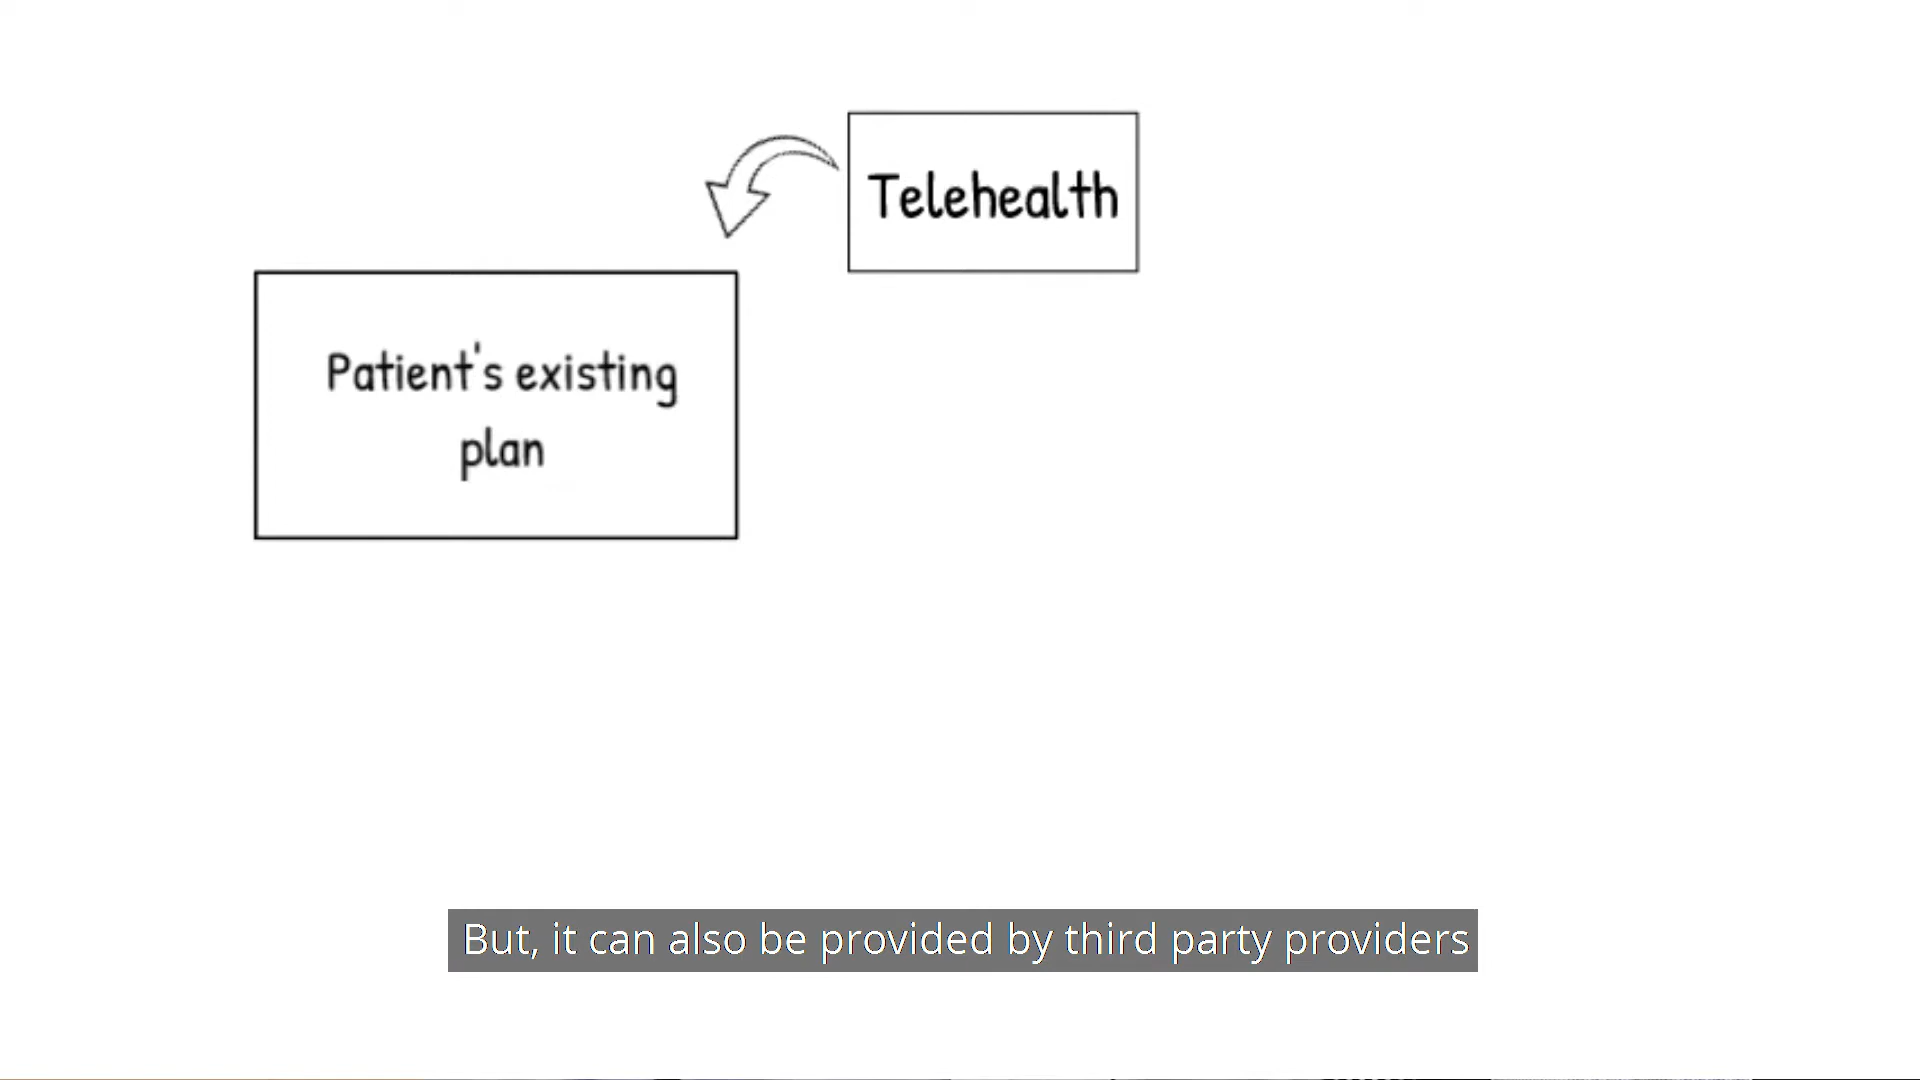 Telehealth
Patient's existing
plan
But, it can also be provided by third party providers